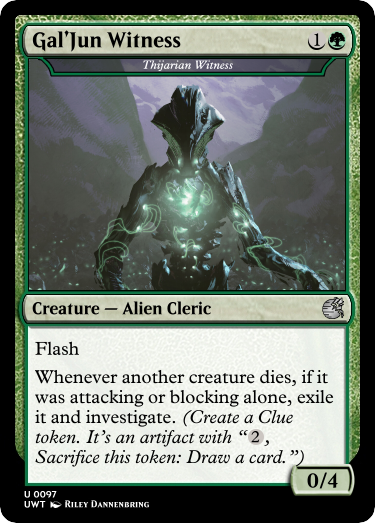 Gal'Jun Witness 1
Thijarian Witness
Creature — Alien Cleric
Flash
Whenever another creature dies, if it
was attacking or blocking alone, exile
it and investigate. (Create a Clue
token. It's an artifact with “2,
Sacrifice this token: Draw a card.”)
0/4
U 0097
UWT Riley Dannenbring